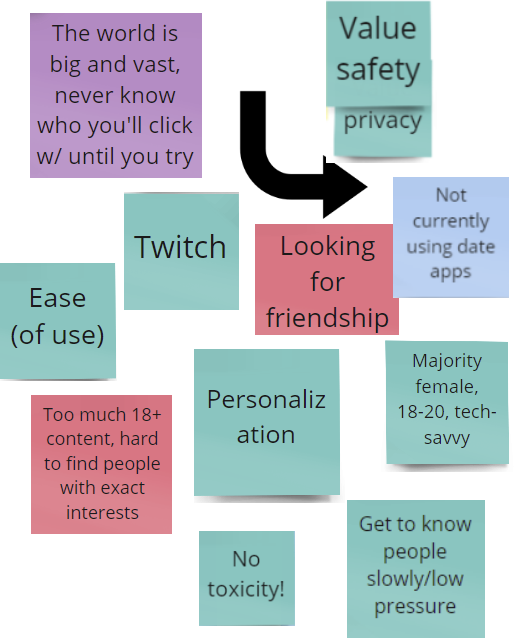 The world is
big and vast,
never know
who you'll click
w/ until you try
Value
safety
privacy
Not
currently
using date
apps
Twitch
Looking
for
friendship
Ease
(of use)
Personaliz
ation
Majority
female,
18-20, tech-
savvy
Too much 18+
content, hard
to find people
with exact
interests
No
toxicity!
Get to know
people
slowly/low
pressure